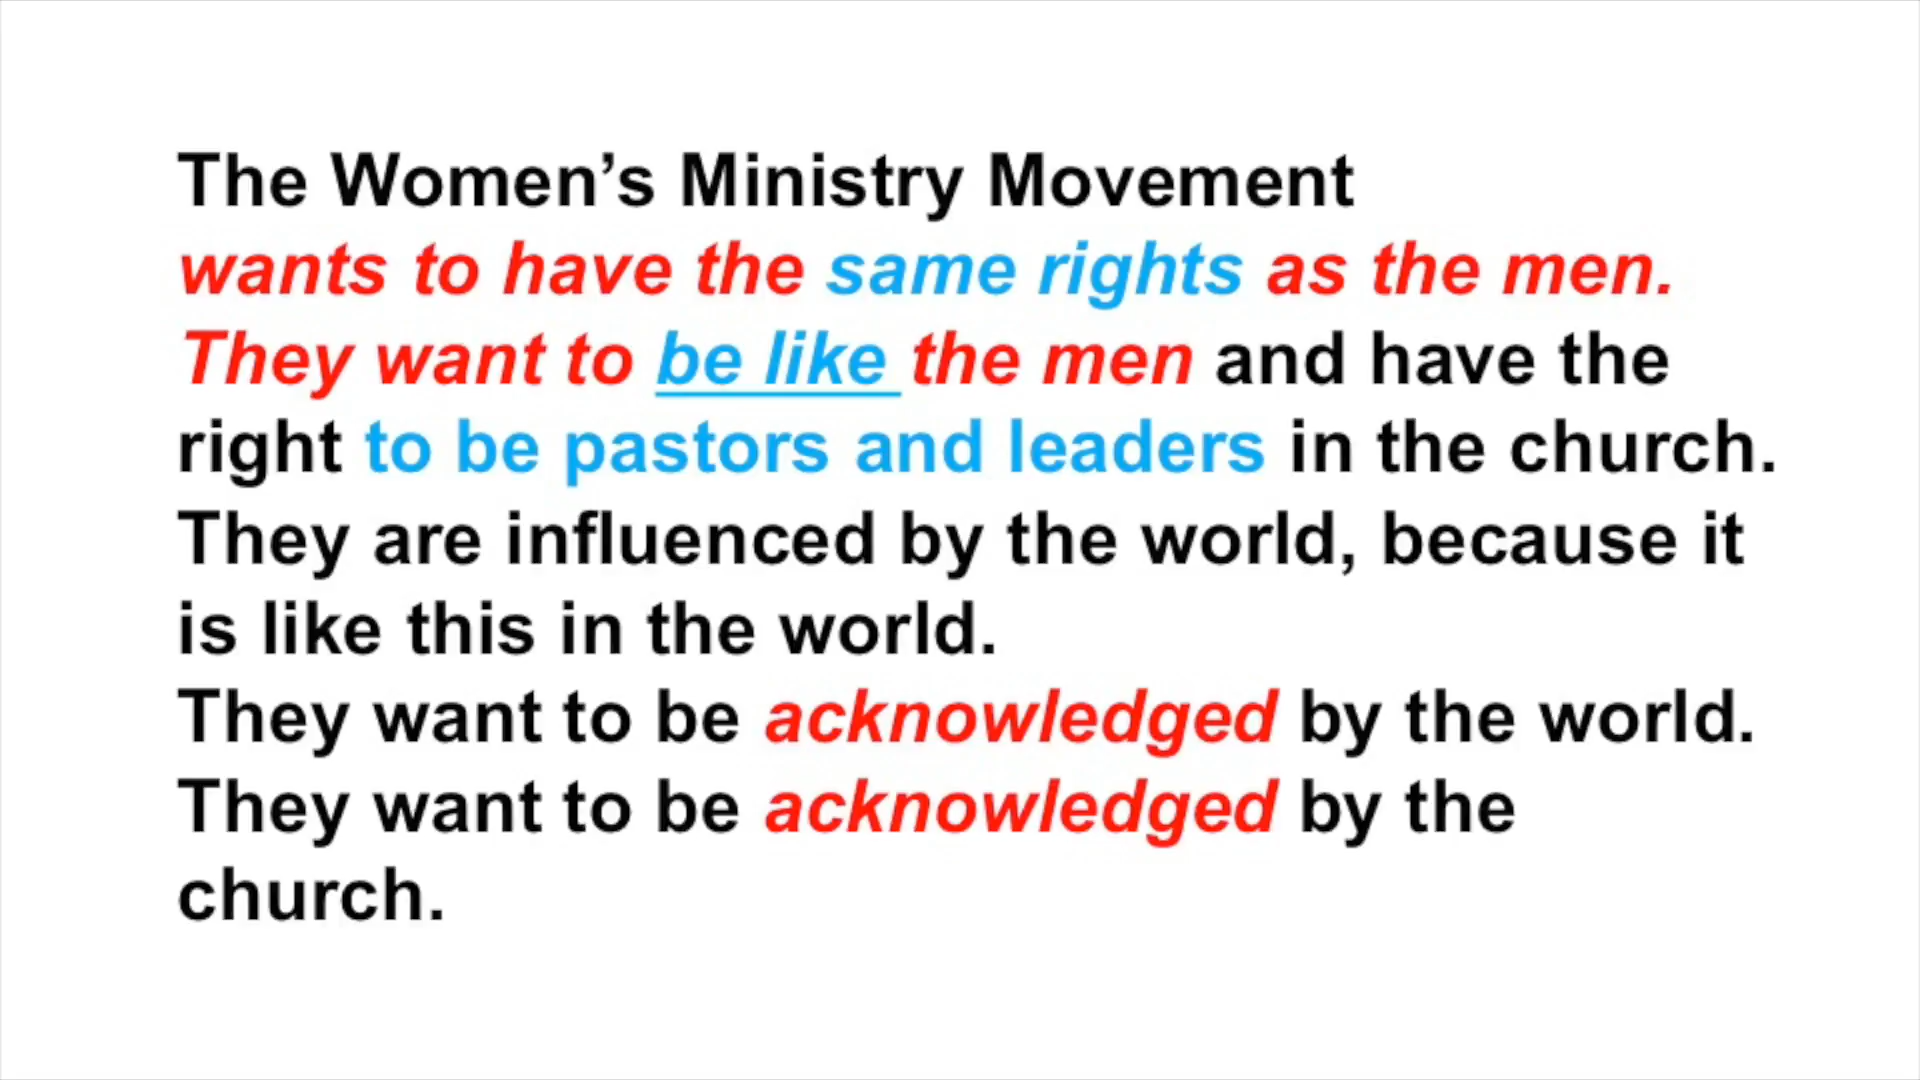 The Women’s Ministry Movement
wants to have the same rights as the men.
They want to be like the men and have the
right to be pastors and leaders in the church.
They are influenced by the world, because it
is like this in the world.
They want to be acknowledged by the world.
They want to be acknowledged by the
church.